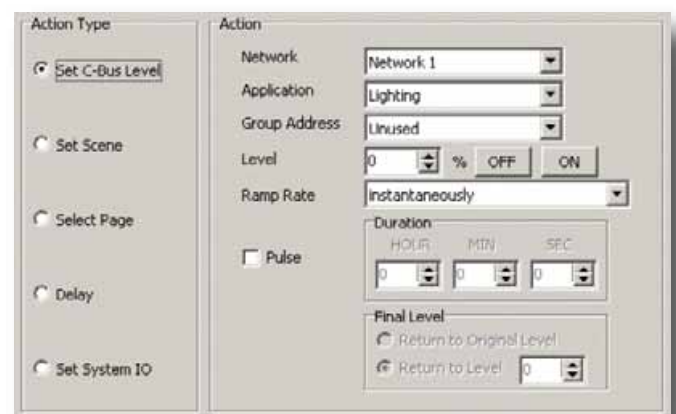 Action Type
Set C-Bus Level
Set Scene
Select Page
Delay
Set System IO
Action
Network
Network 1
Application
Lighting
Group Address
Unused
Level
0 % OFF ON
Ramp Rate
instantaneously
Pulse
Duration
HOUR MIN SEC
0 0 0
Final Level
Return to Original Level
Return to Level 0